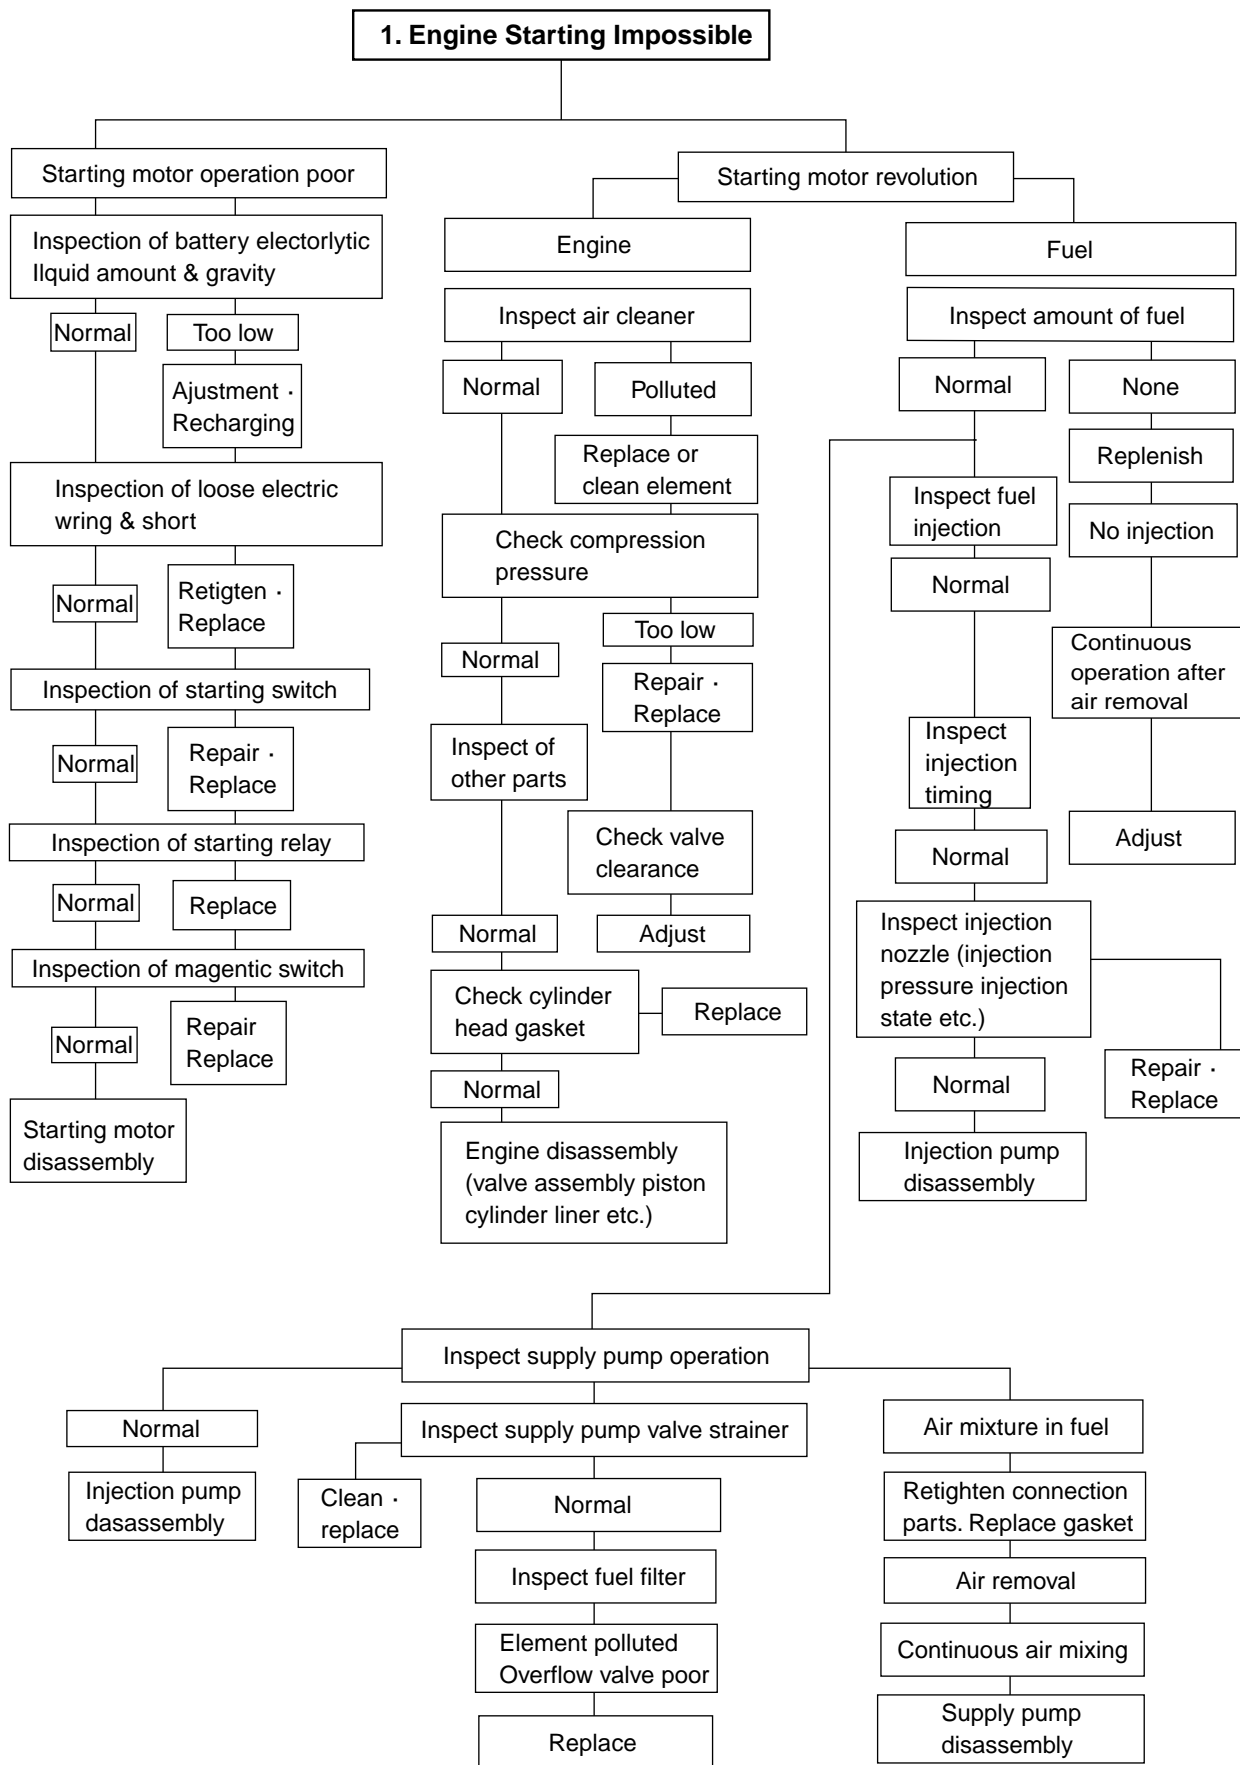 1. Engine Starting Impossible
Starting motor operation poor
Inspection of battery electorlytic
Ilquid amount & gravity
Normal
Too low
Ajustment ·
Recharging
Inspection of loose electric
wring & short
Normal
Retigten ·
Replace
Inspection of starting switch
Normal
Repair ·
Replace
Inspection of starting relay
Normal
Replace
Inspection of magentic switch
Normal
Repair
Replace
Starting motor
disassembly
Starting motor revolution
Engine
Inspect air cleaner
Normal
Polluted
Replace or
clean element
Check compression
pressure
Too low
Normal
Repair ·
Replace
Inspect of
other parts
Check valve
clearance
Normal
Adjust
Check cylinder
head gasket
Replace
Normal
Engine disassembly
(valve assembly piston
cylinder liner etc.)
Fuel
Inspect amount of fuel
Normal
None
Replenish
Inspect fuel
injection
No injection
Normal
Continuous
operation after
air removal
Inspect
injection
timing
Adjust
Normal
Inspect injection
nozzle (injection
pressure injection
state etc.)
Repair ·
Replace
Normal
Injection pump
disassembly
Inspect supply pump operation
Normal
Injection pump
dasassembly
Inspect supply pump valve strainer
Clean ·
replace
Normal
Inspect fuel filter
Element polluted
Overflow valve poor
Replace
Air mixture in fuel
Retighten connection
parts. Replace gasket
Air removal
Continuous air mixing
Supply pump
disassembly